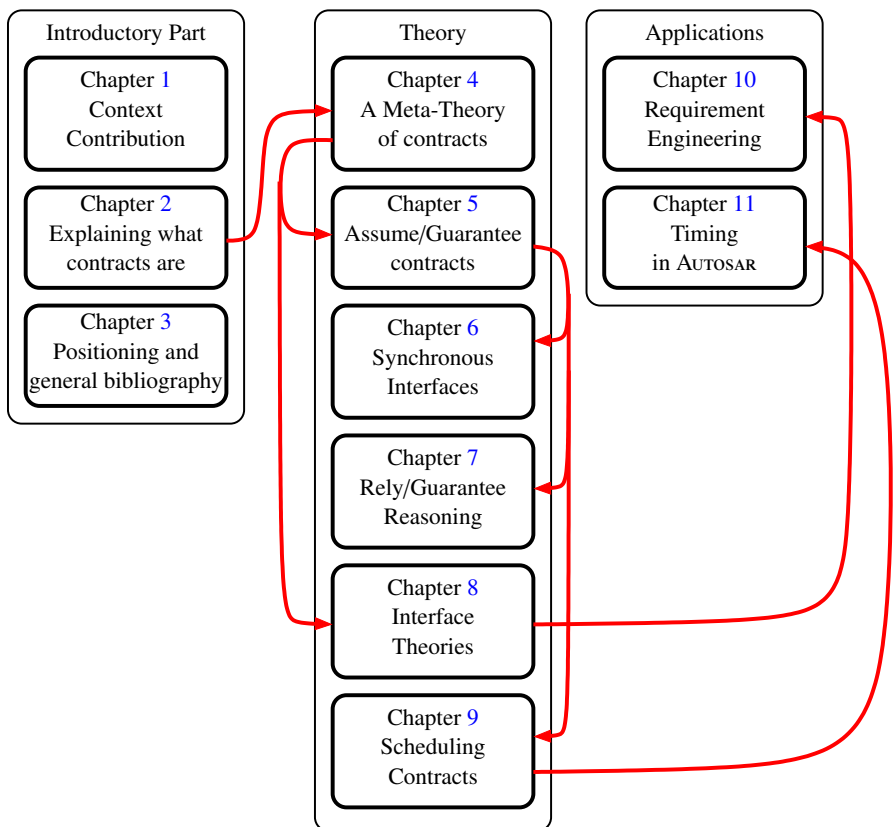 Introductory Part
Chapter 1
Context
Contribution
Chapter 2
Explaining what
contracts are
Chapter 3
Positioning and
general bibliography
Theory
Chapter 4
A Meta-Theory
of contracts
Chapter 5
Assume/Guarantee
contracts
Chapter 6
Synchronous
Interfaces
Chapter 7
Rely/Guarantee
Reasoning
Chapter 8
Interface
Theories
Chapter 9
Scheduling
Contracts
Applications
Chapter 10
Requirement
Engineering
Chapter 11
Timing
in AUTOSAR